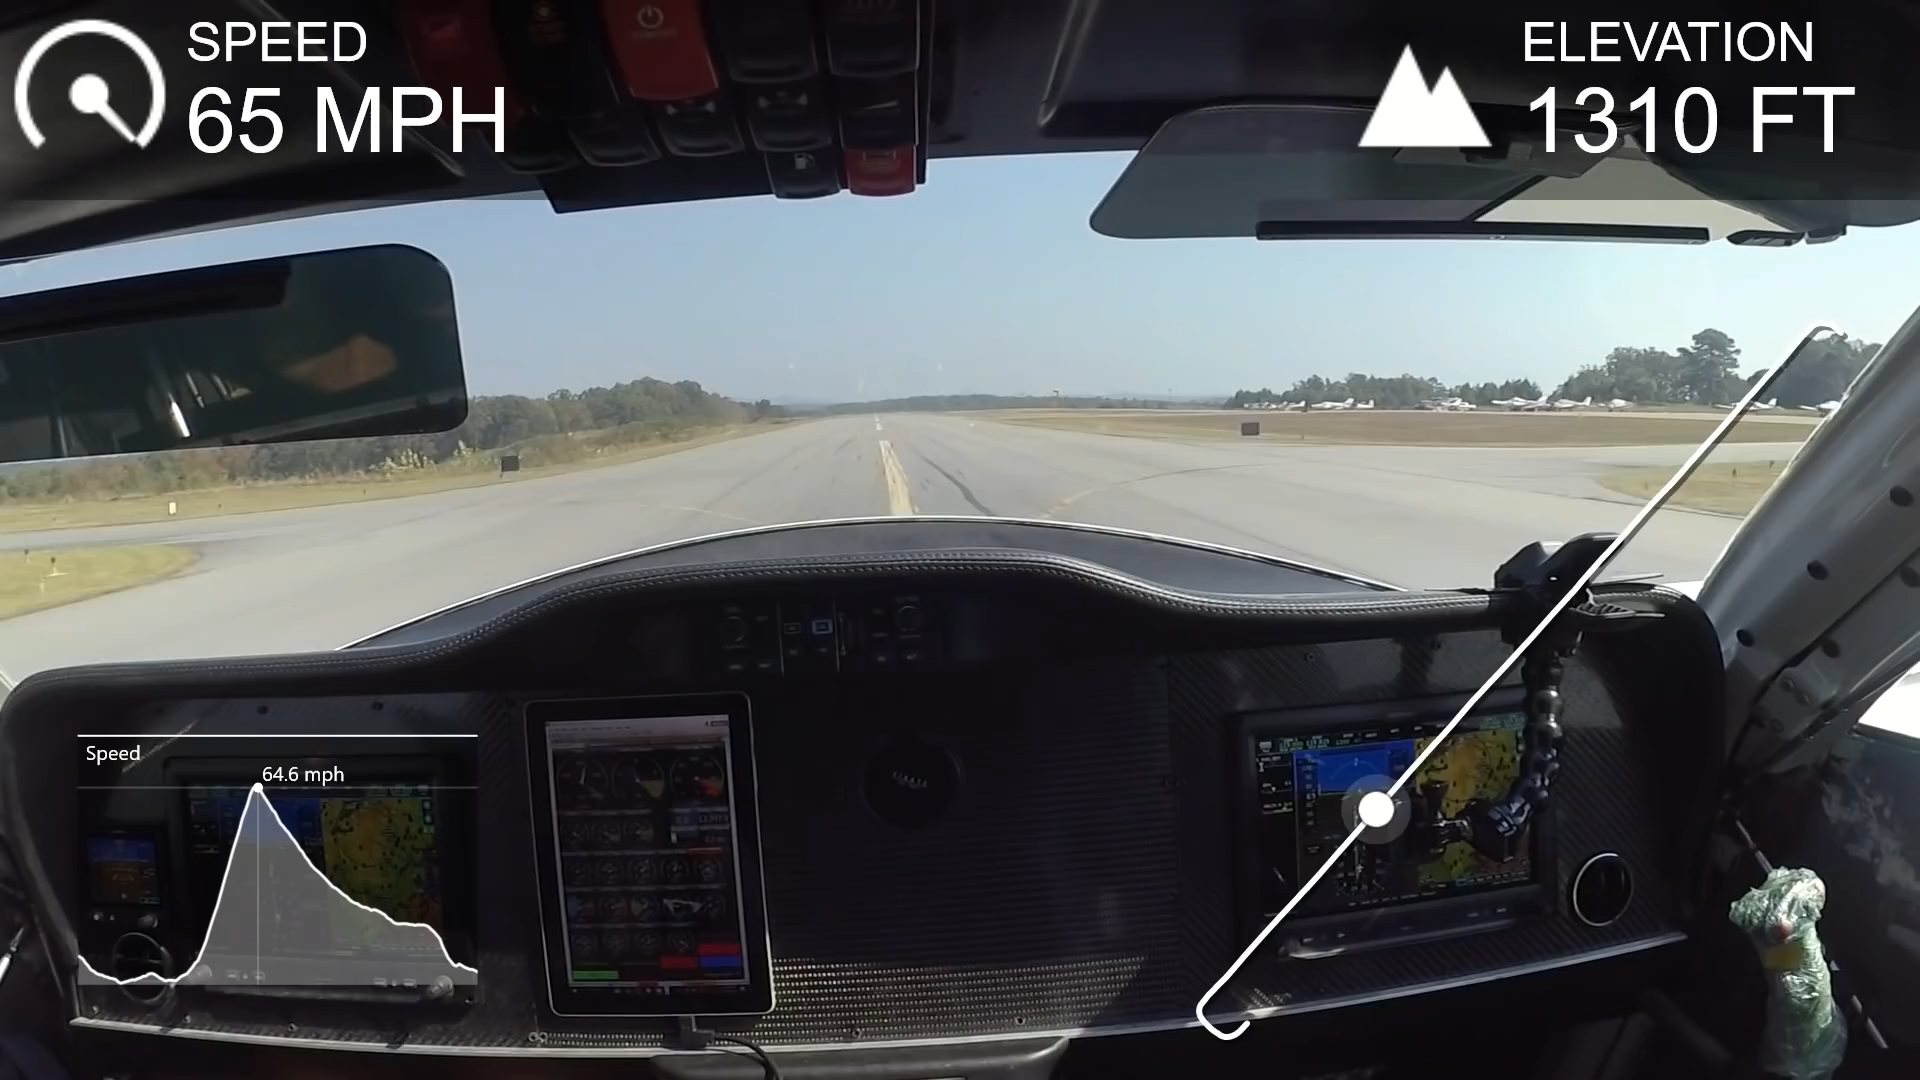 SPEED
65 MPH
ELEVATION
1310 FT
Speed
64.6 mph